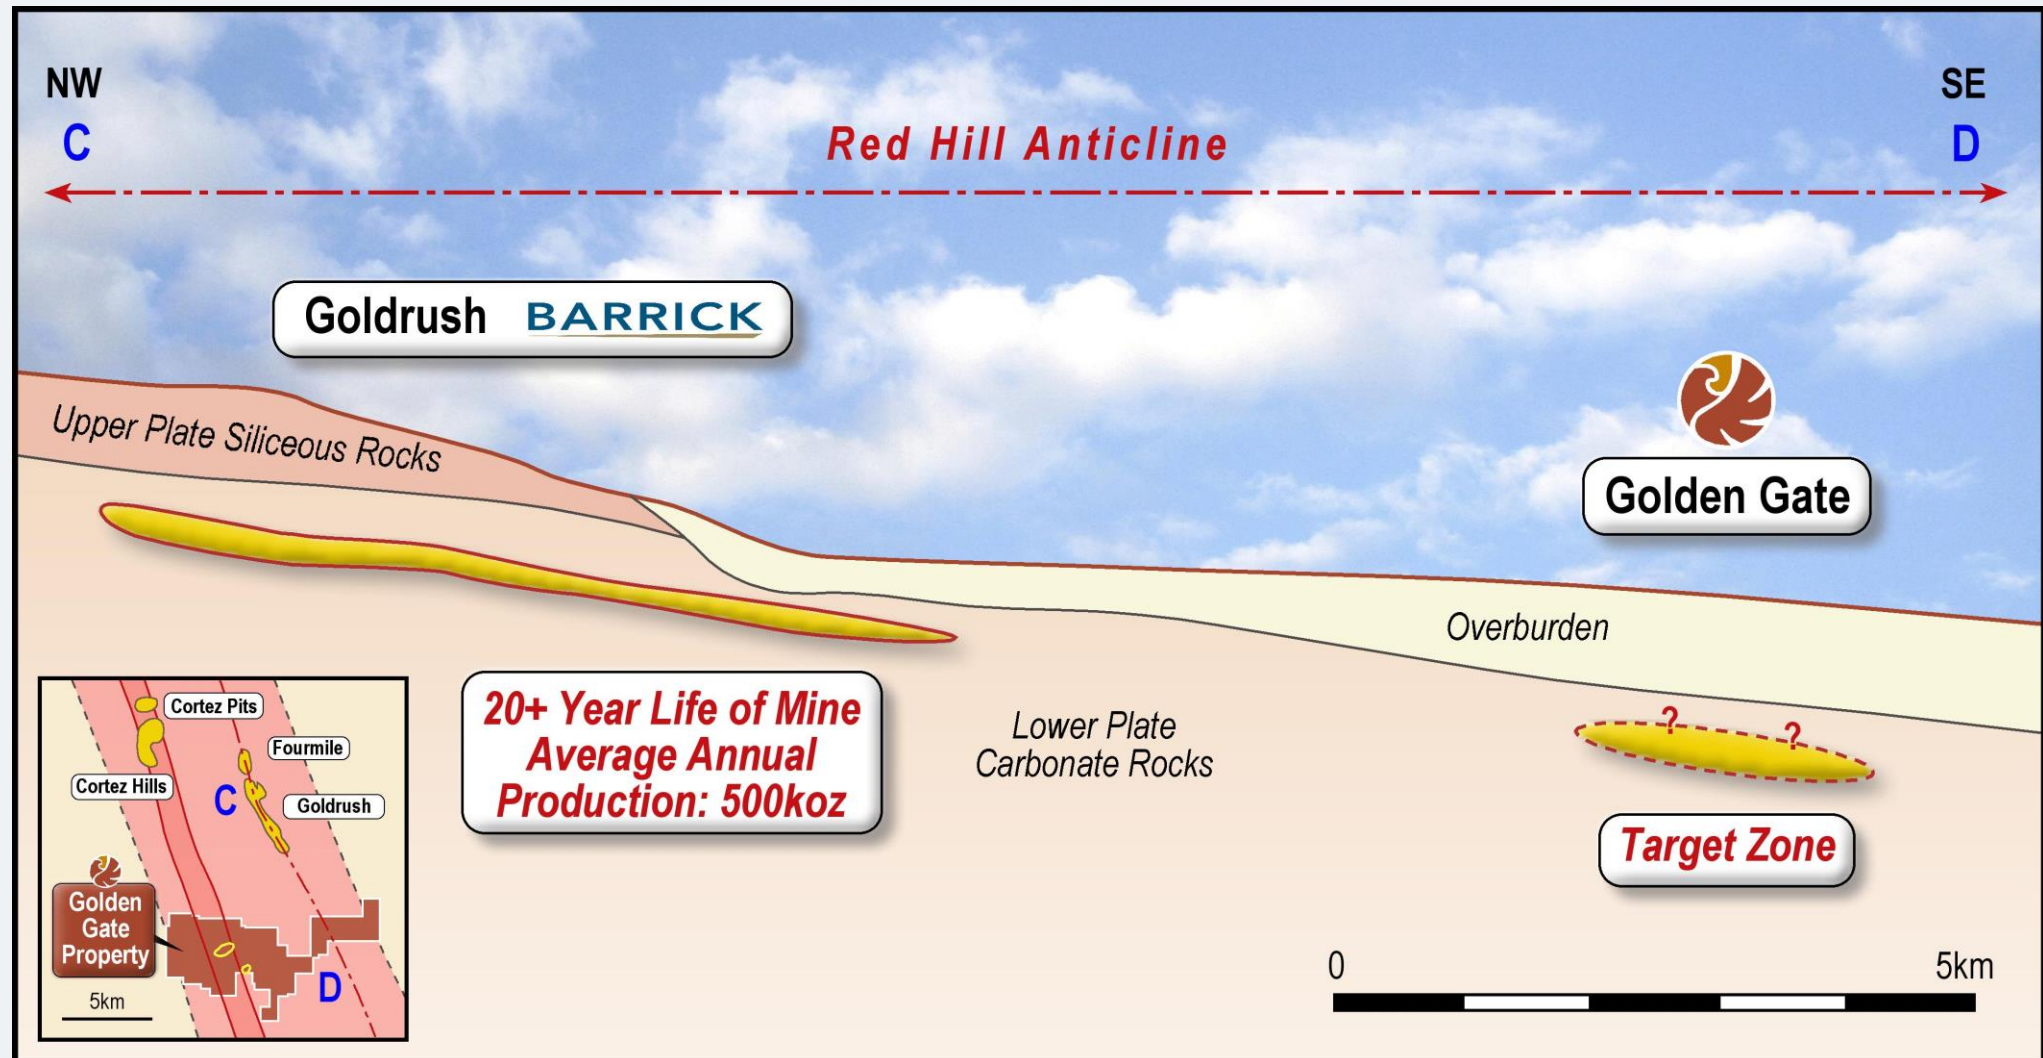 NW
SE
C
D
Red Hill Anticline
Goldrush BARRICK
Upper Plate Siliceous Rocks
Golden Gate
Overburden
20+ Year Life of Mine
Average Annual
Production: 500koz
Lower Plate
Carbonate Rocks
?
?
Target Zone
0
5km
Cortez Pits
Fourmile
Cortez Hills
C
Goldrush
Golden
Gate
Property
D
5km